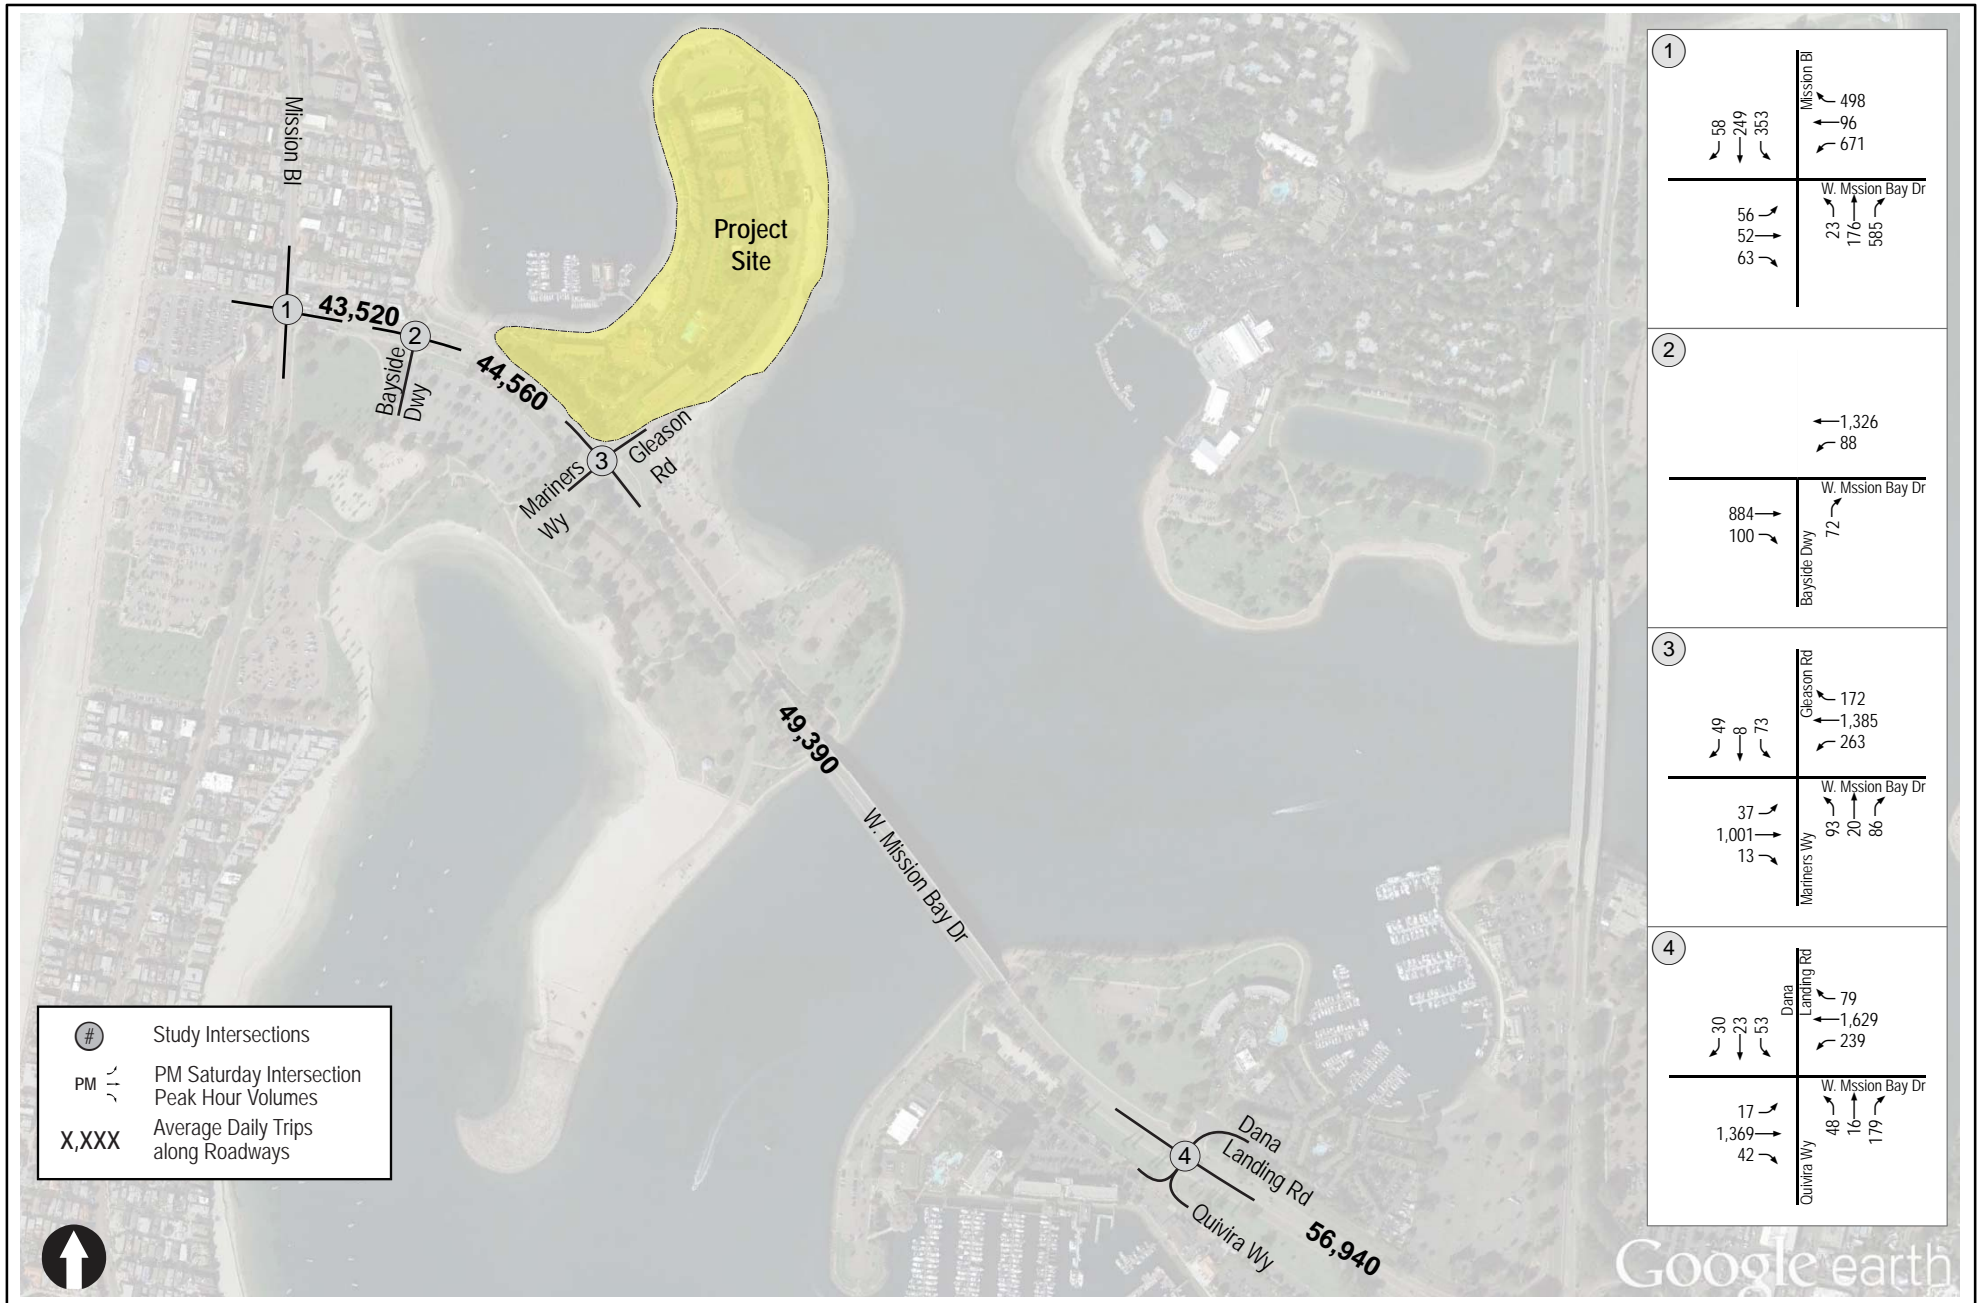 Mission Bl
Project
Site
1
43,520
2
Bayside
Dwy
44,560
3
Gleason
Rd
Mariners
Wy
49,390
W. Mission Bay Dr
4
Dana
Landing Rd
Quivira Wy
56,940
# Study Intersections
PM PM Saturday Intersection
Peak Hour Volumes
X,XXX Average Daily Trips
along Roadways
1
Mission Bl
498
96
671
58 249 353
W. Mssion Bay Dr
56
52
63
23 176 585
2
1,326
88
W. Mssion Bay Dr
884
100
72
Bayside Dwy
3
Gleason Rd
172
1,385
263
49 8 73
W. Mssion Bay Dr
37
1,001
13
93 20 86
Mariners Wy
4
Dana
Landing Rd
79
1,629
239
30 23 53
W. Mssion Bay Dr
17
1,369
42
48 16 179
Quivira Wy
Google earth